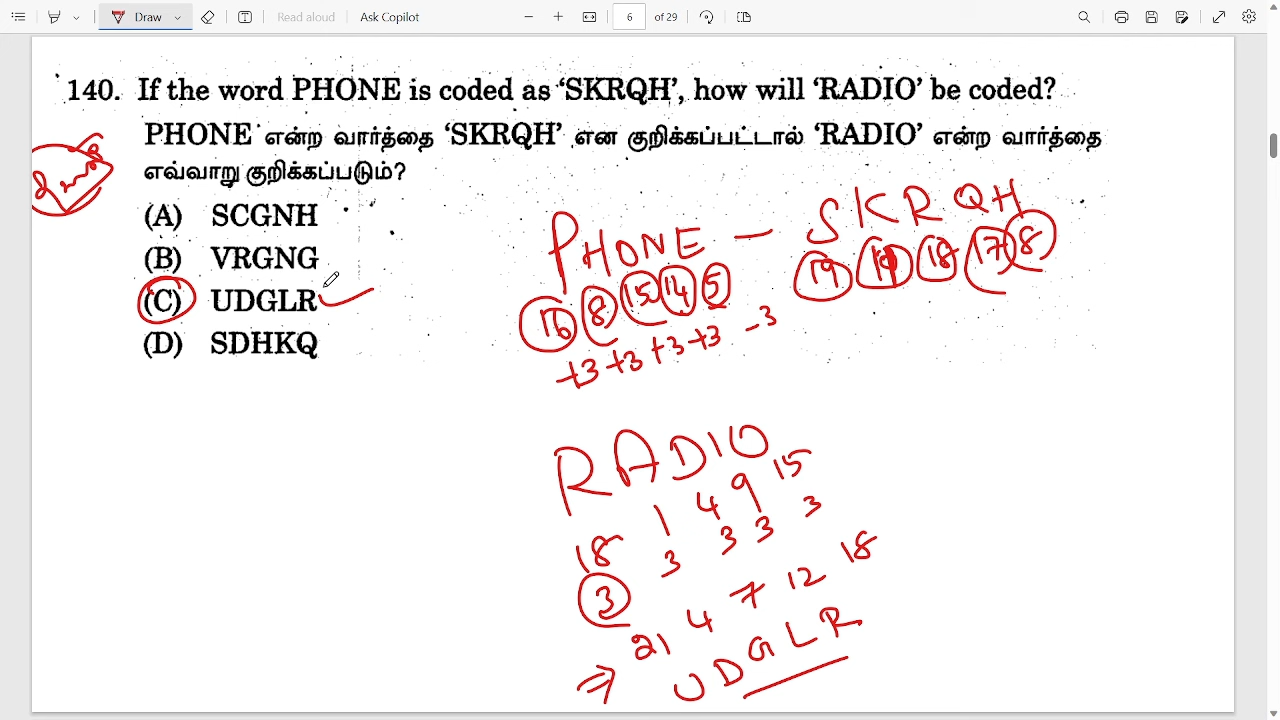 Draw
Read aloud
Ask Copilot
6
of 29
140. If the word PHONE is coded as ‘SKRQH’, how will ‘RADIO’ be coded?
PHONE என்ற வார்த்தை ‘SKRQH’ என குறிக்கப்பட்டால் ‘RADIO’ என்ற வார்த்தை
எவ்வாறு குறிக்கப்படும்?
(A) SCGNH
(B) VRGNG
(C) UDGLR
(D) SDHKQ
PHONE — SKRQH
16 8 15 14 5 19 18 17 8
+3 +3 +3 +3 -3
RADIO
18 1 4 9 15
3 3 3 3 3
21 4 7 12 18
⇒ UDGLR